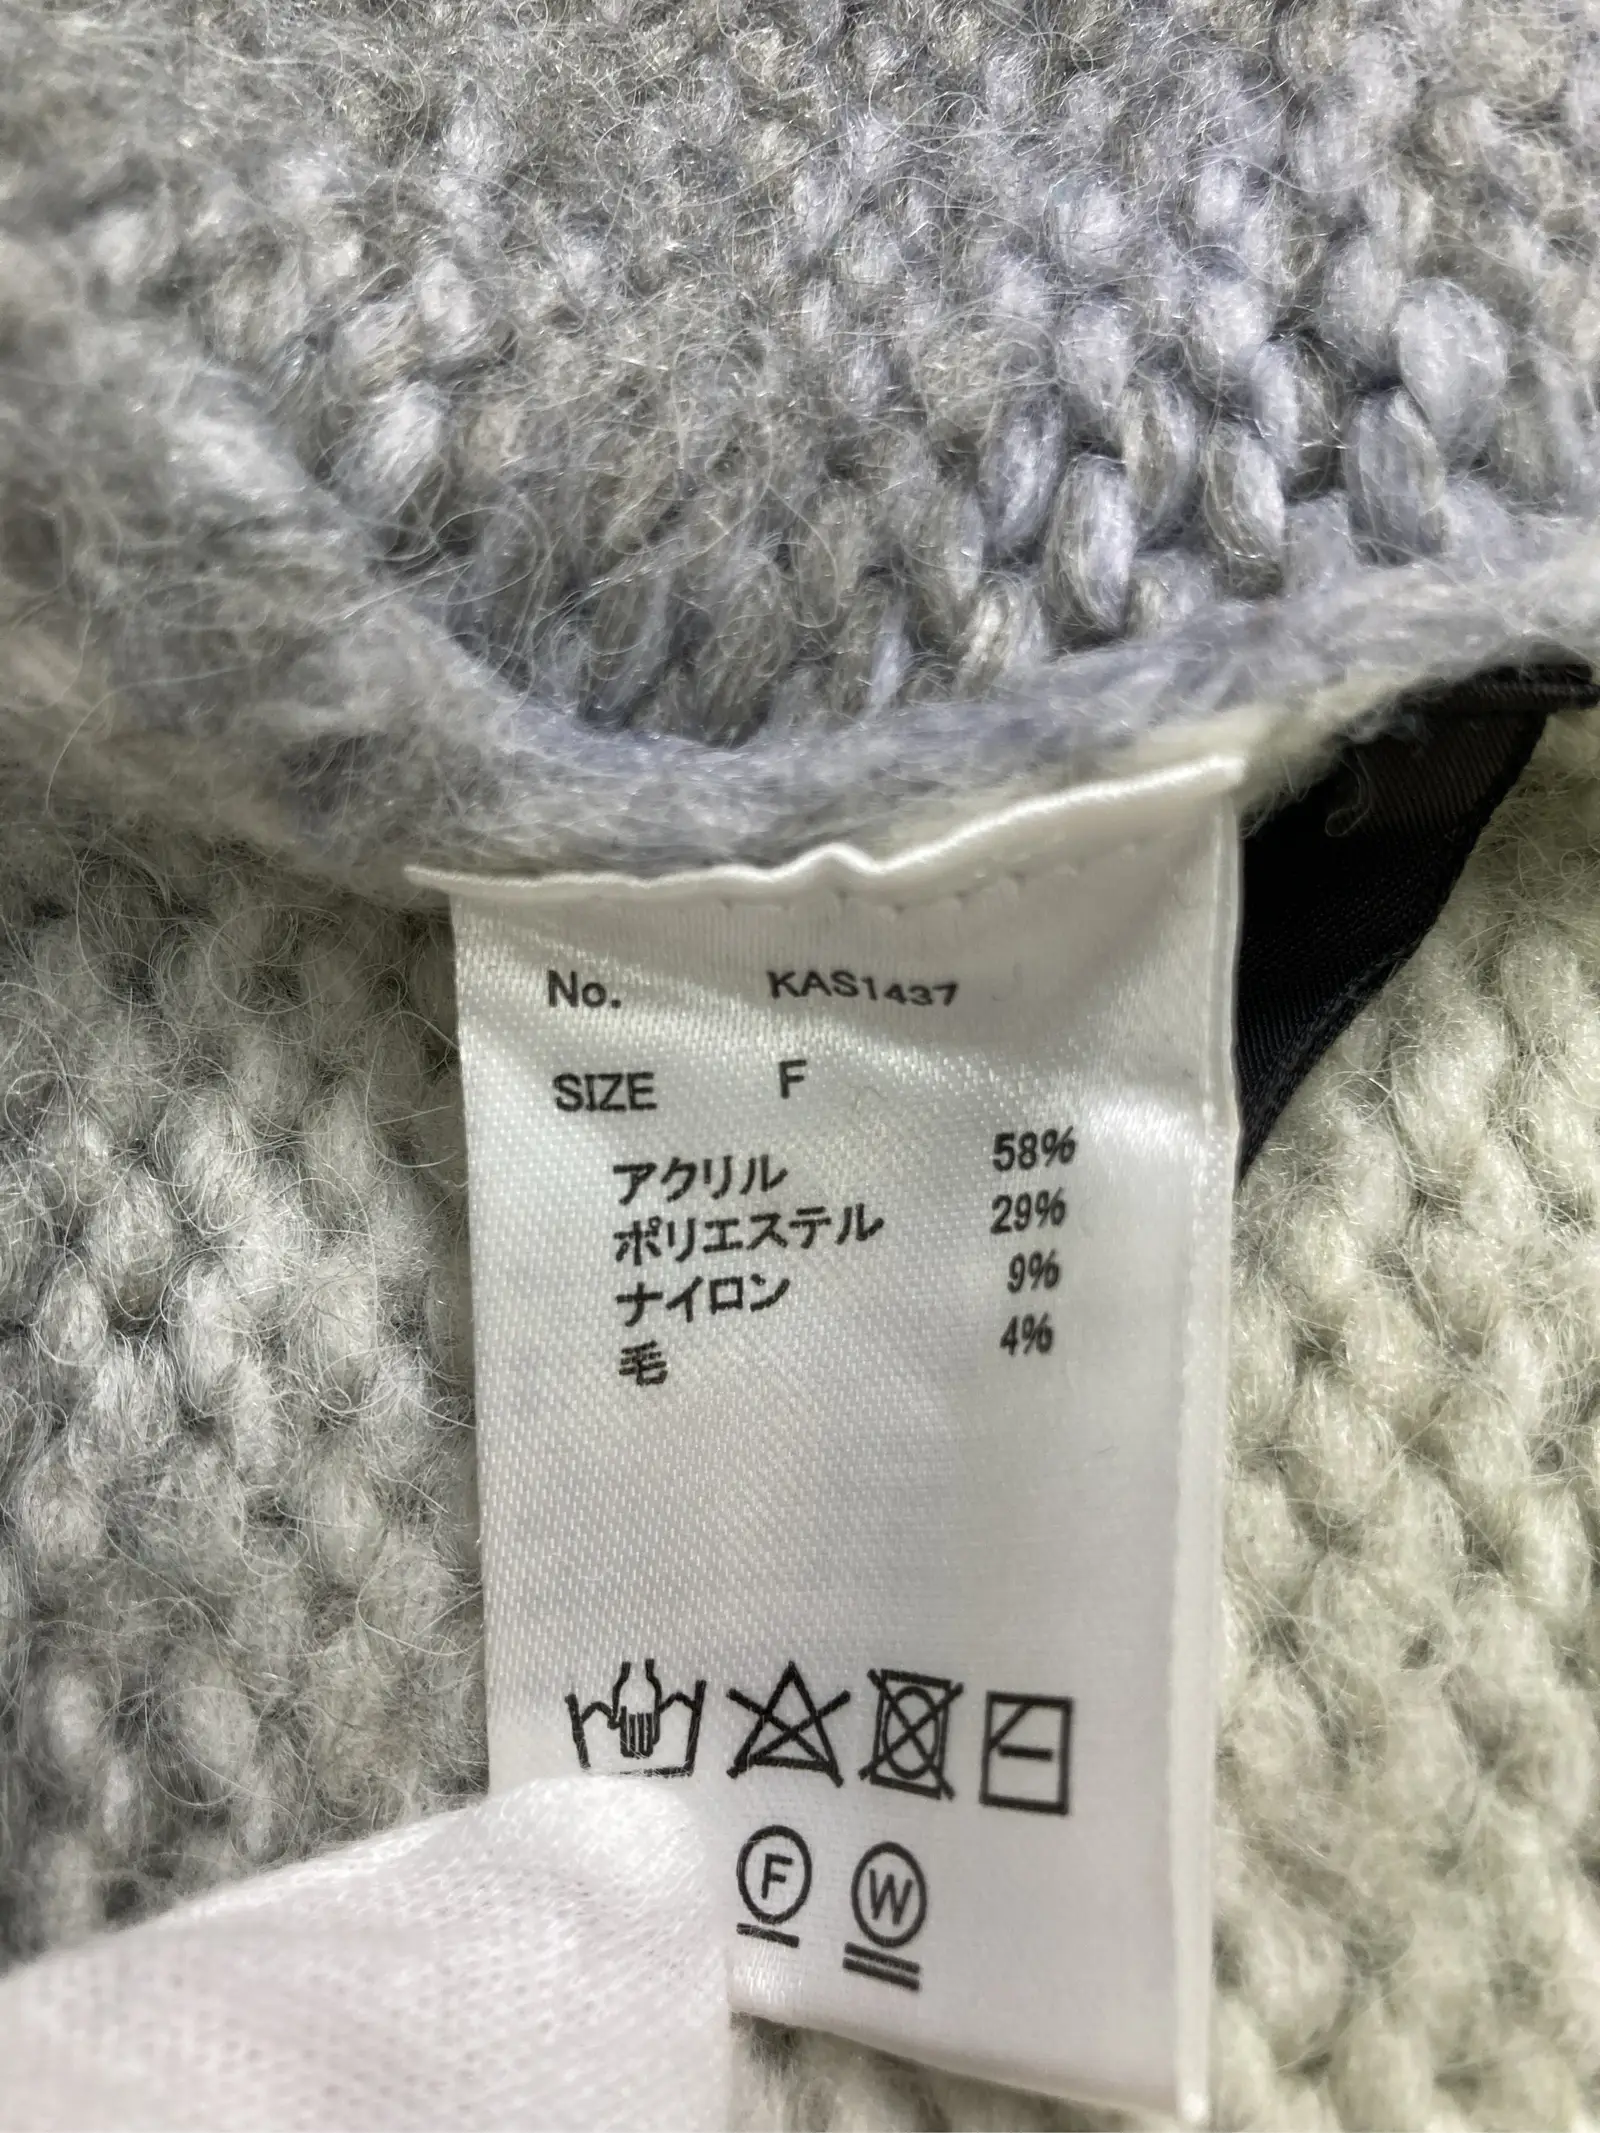 No. KAS1437
SIZE F
アクリル 58%
ポリエステル 29%
ナイロン 9%
毛 4%
F W